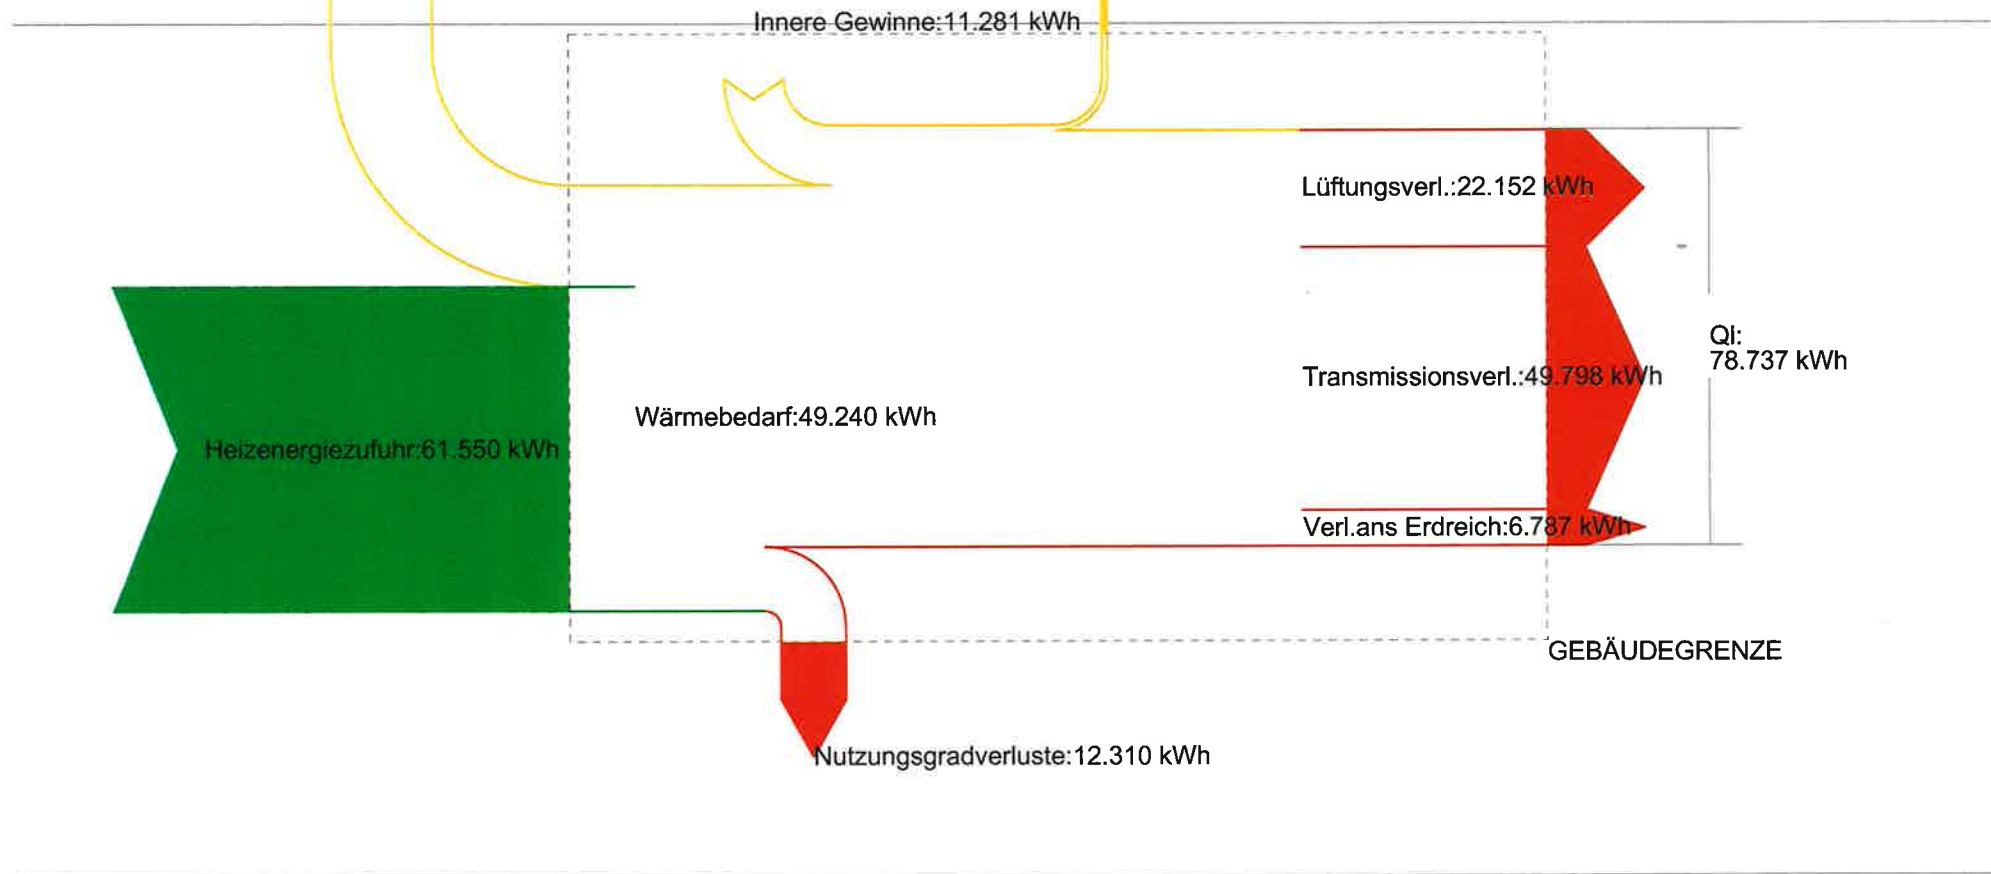 Innere Gewinne:11.281 kWh
Lüftungsverl.:22.152 kWh
Ql:
78.737 kWh
Transmissionsverl.:49.798 kWh
Wärmebedarf:49.240 kWh
Heizenergiezufuhr:61.550 kWh
Verl.ans Erdreich:6.787 kWh
GEBÄUDEGRENZE
Nutzungsgradverluste:12.310 kWh